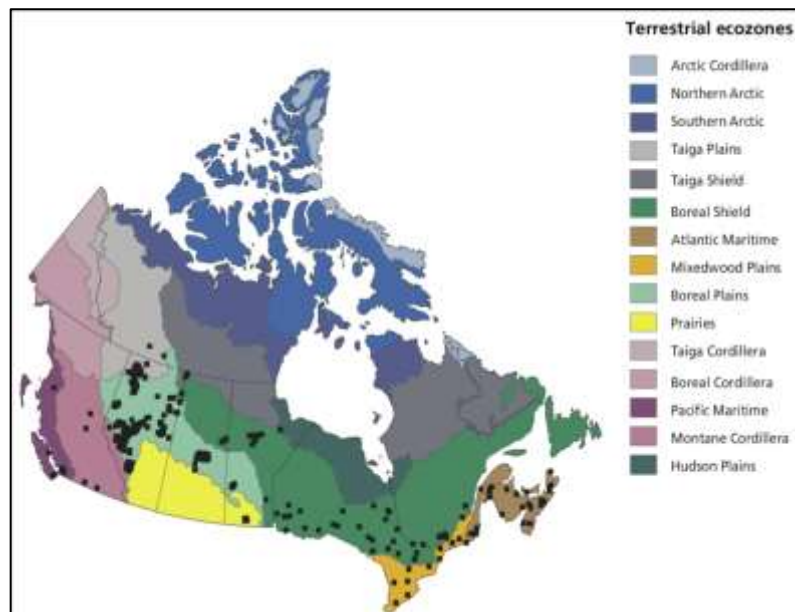 Terrestrial ecozones
Arctic Cordillera
Northern Arctic
Southern Arctic
Taiga Plains
Taiga Shield
Boreal Shield
Atlantic Maritime
Mixedwood Plains
Boreal Plains
Prairies
Taiga Cordillera
Boreal Cordillera
Pacific Maritime
Montane Cordillera
Hudson Plains